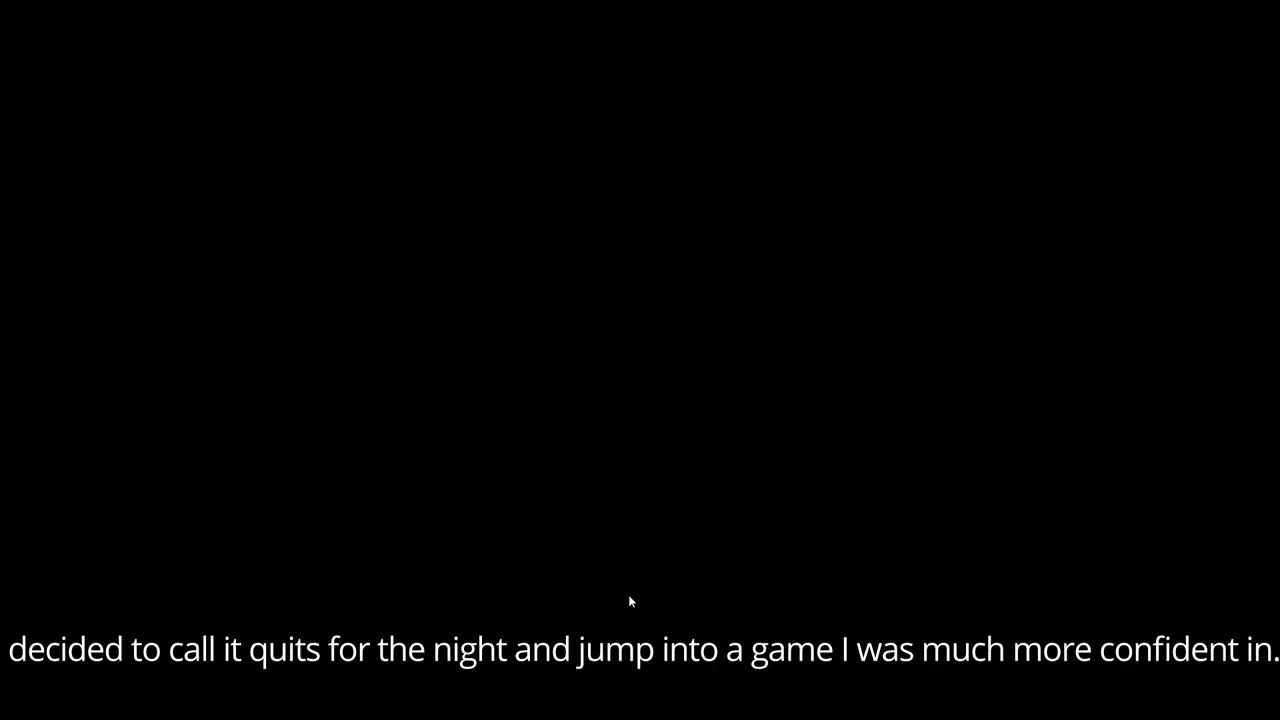 decided to call it quits for the night and jump into a game I was much more confident in.